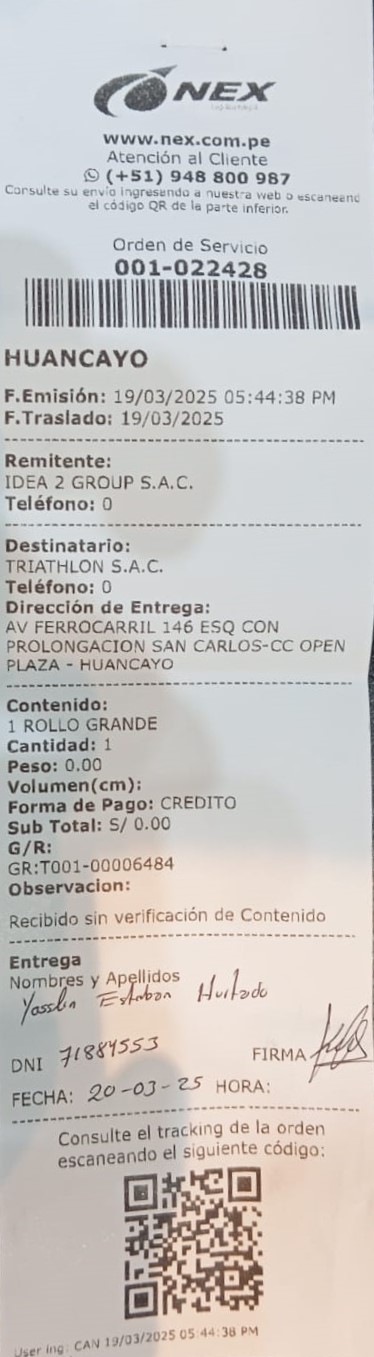 NEX
www.nex.com.pe
Atención al Cliente
(+51) 948 800 987
Consulte su envío ingresando a nuestra web o escaneand
el código QR de la parte inferior.
Orden de Servicio
001-022428
HUANCAYO
F.Emisión: 19/03/2025 05:44:38 PM
F.Traslado: 19/03/2025
Remitente:
IDEA 2 GROUP S.A.C.
Teléfono: 0
Destinatario:
TRIATHLON S.A.C.
Teléfono: 0
Dirección de Entrega:
AV FERROCARRIL 146 ESQ CON
PROLONGACION SAN CARLOS-CC OPEN
PLAZA - HUANCAYO
Contenido:
1 ROLLO GRANDE
Cantidad: 1
Peso: 0.00
Volumen(cm):
Forma de Pago: CREDITO
Sub Total: S/ 0.00
G/R:
GR:T001-00006484
Observacion:
Recibido sin verificación de Contenido
Entrega
Nombres y Apellidos
Yasslin Esteban Hurtado
DNI 71884553
FIRMA
FECHA: 20-03-25 HORA:
Consulte el tracking de la orden
escaneando el siguiente código:
User ing: CAN 19/03/2025 05:44:38 PM